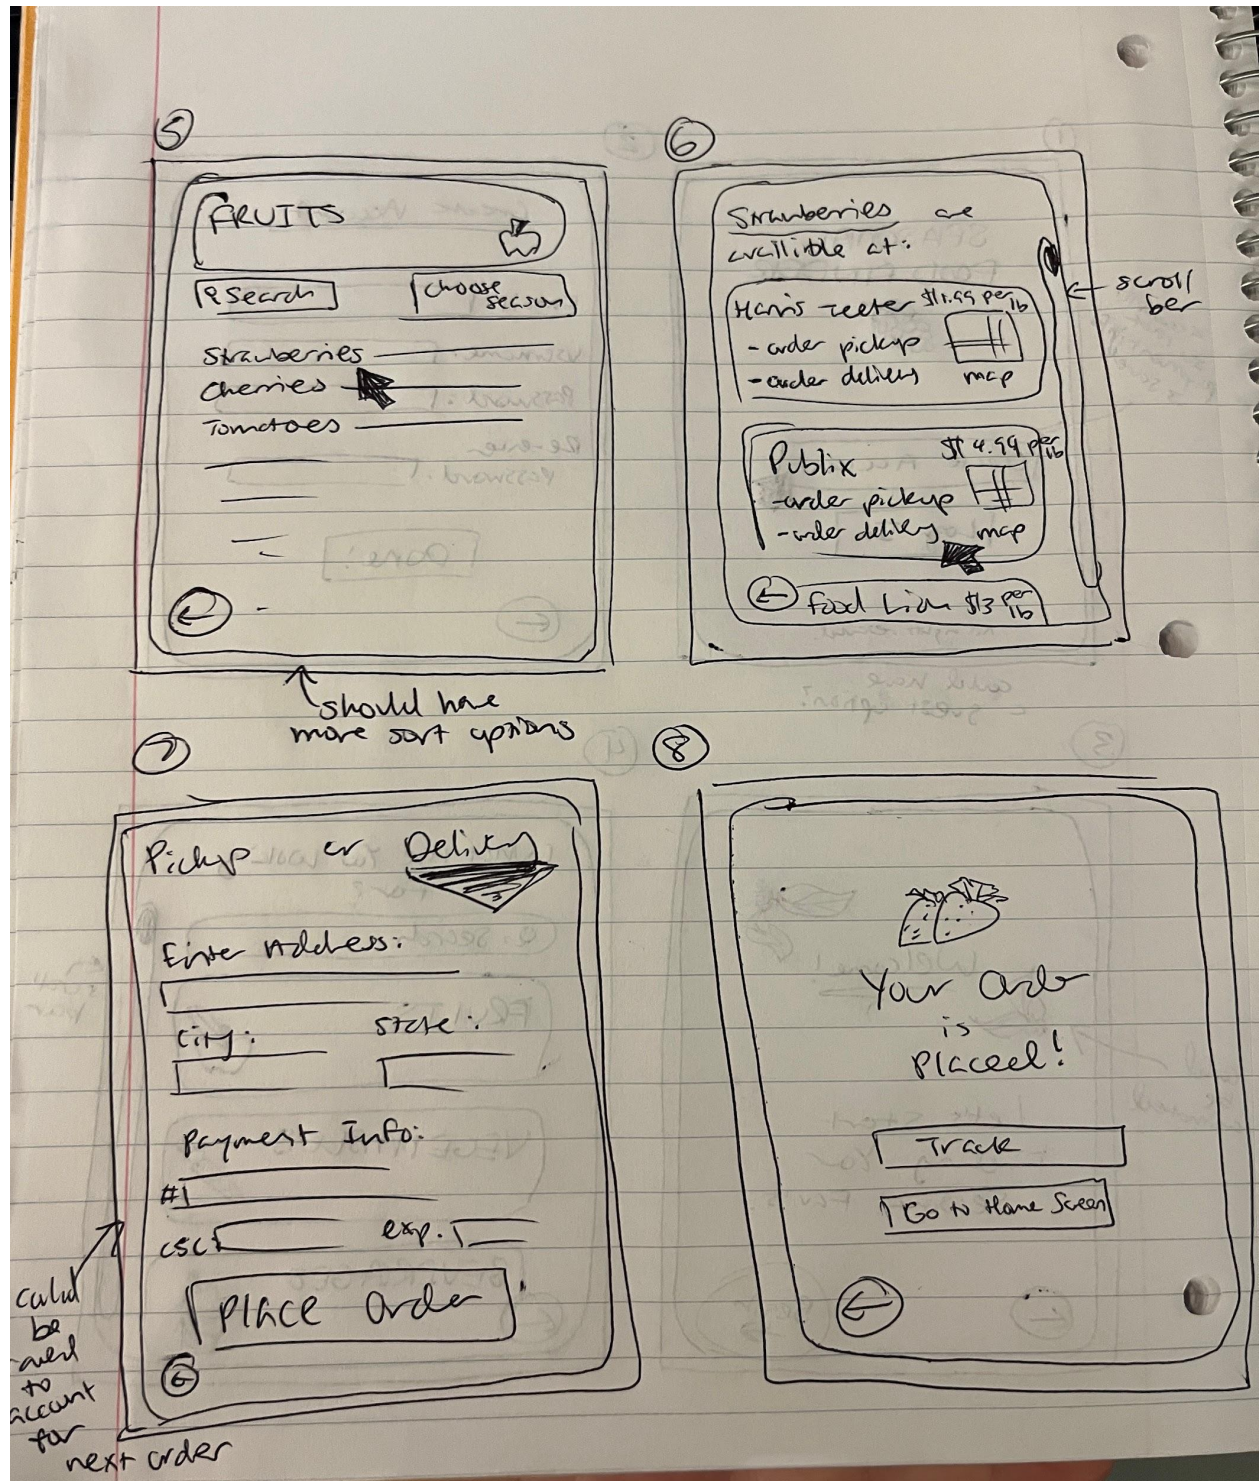 5
FRUITS
Search
choose
season
Strawberries
Cherries
Tomatoes
←
should have
more sort options
6
Strawberries are
availible at:
← scroll
bar
Harris Teeter $11.99 per
lb
- order pickup
- order delivery map
Publix $14.99 per
lb
- order pickup
- order delivery map
← Food Lion $13 per
lb
7
Pickup or Delivery
Enter Address:
City: State:
Payment Info:
#
CSC: exp.
Place Order
←
could
be
to
account
for
next order
8
Your Order
is
Placed!
Track
Go to Home Screen
←